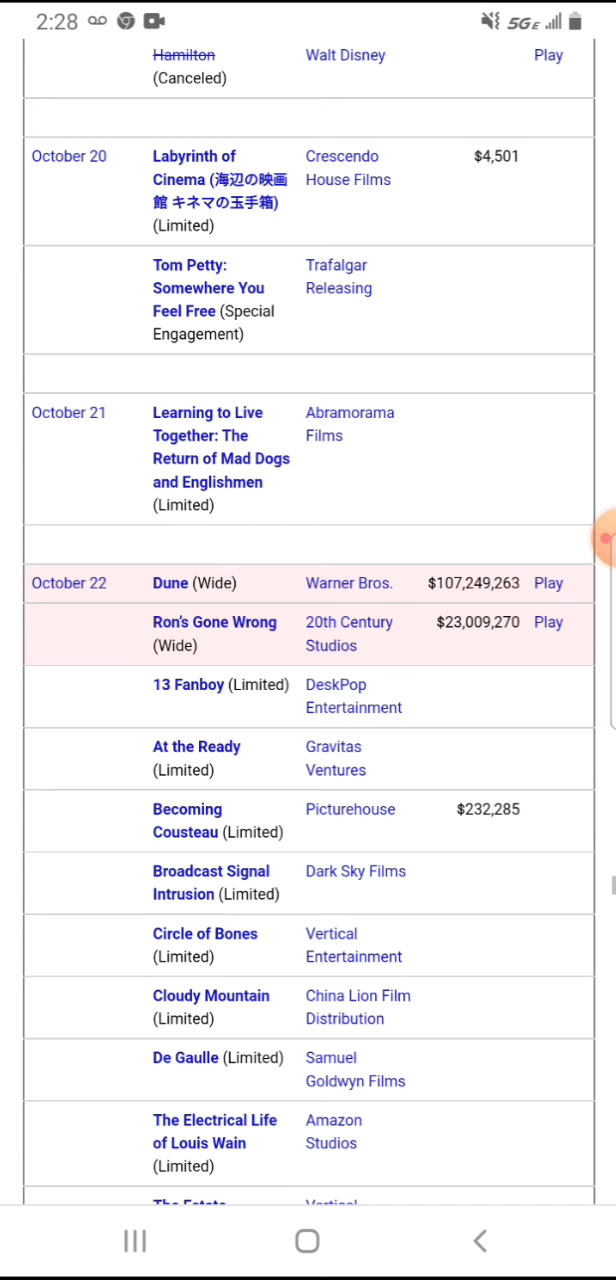 2:28
5GE
Hamilton Walt Disney Play
(Canceled)
October 20 Labyrinth of Crescendo $4,501
Cinema (海辺の映画 House Films
館 キネマの玉手箱)
(Limited)
Tom Petty: Trafalgar
Somewhere You Releasing
Feel Free (Special
Engagement)
October 21 Learning to Live Abramorama
Together: The Films
Return of Mad Dogs
and Englishmen
(Limited)
October 22 Dune (Wide) Warner Bros. $107,249,263 Play
Ron's Gone Wrong 20th Century $23,009,270 Play
(Wide) Studios
13 Fanboy (Limited) DeskPop
Entertainment
At the Ready Gravitas
(Limited) Ventures
Becoming Picturehouse $232,285
Cousteau (Limited)
Broadcast Signal Dark Sky Films
Intrusion (Limited)
Circle of Bones Vertical
(Limited) Entertainment
Cloudy Mountain China Lion Film
(Limited) Distribution
De Gaulle (Limited) Samuel
Goldwyn Films
The Electrical Life Amazon
of Louis Wain Studios
(Limited)